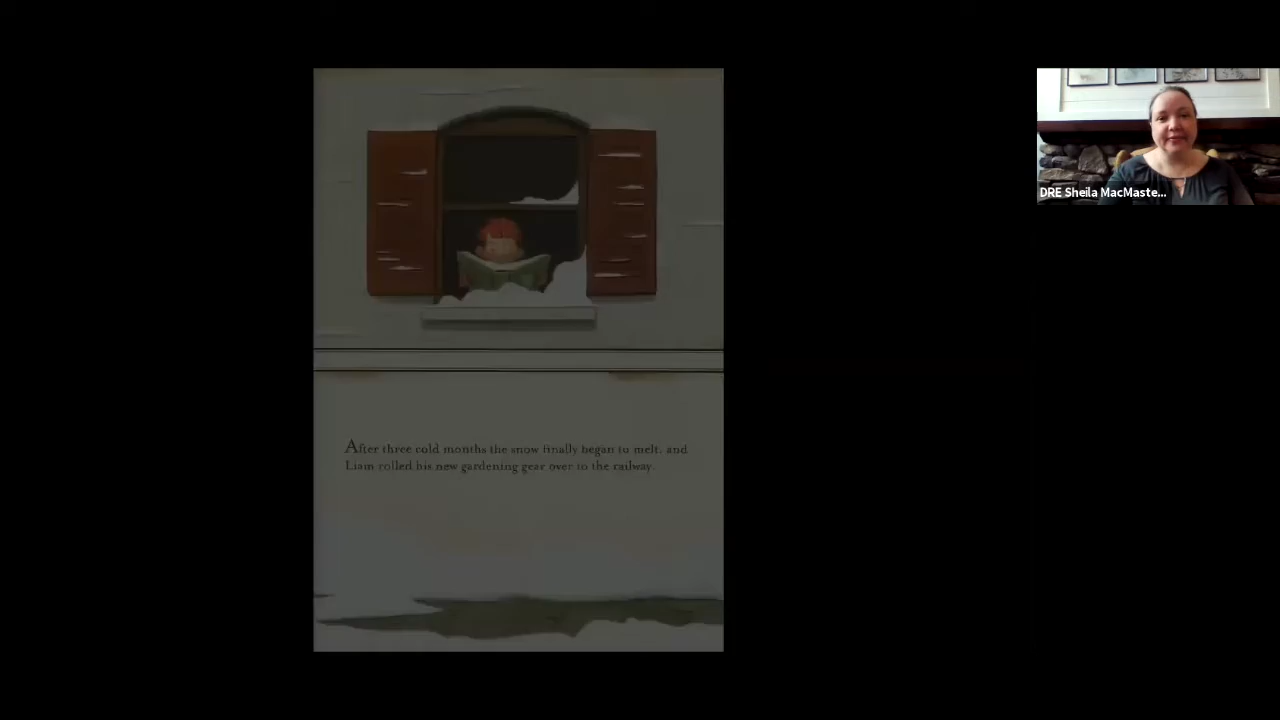 After three cold months the snow finally began to melt, and
Liam rolled his new gardening gear over to the railway.
DRE Sheila MacMaste...